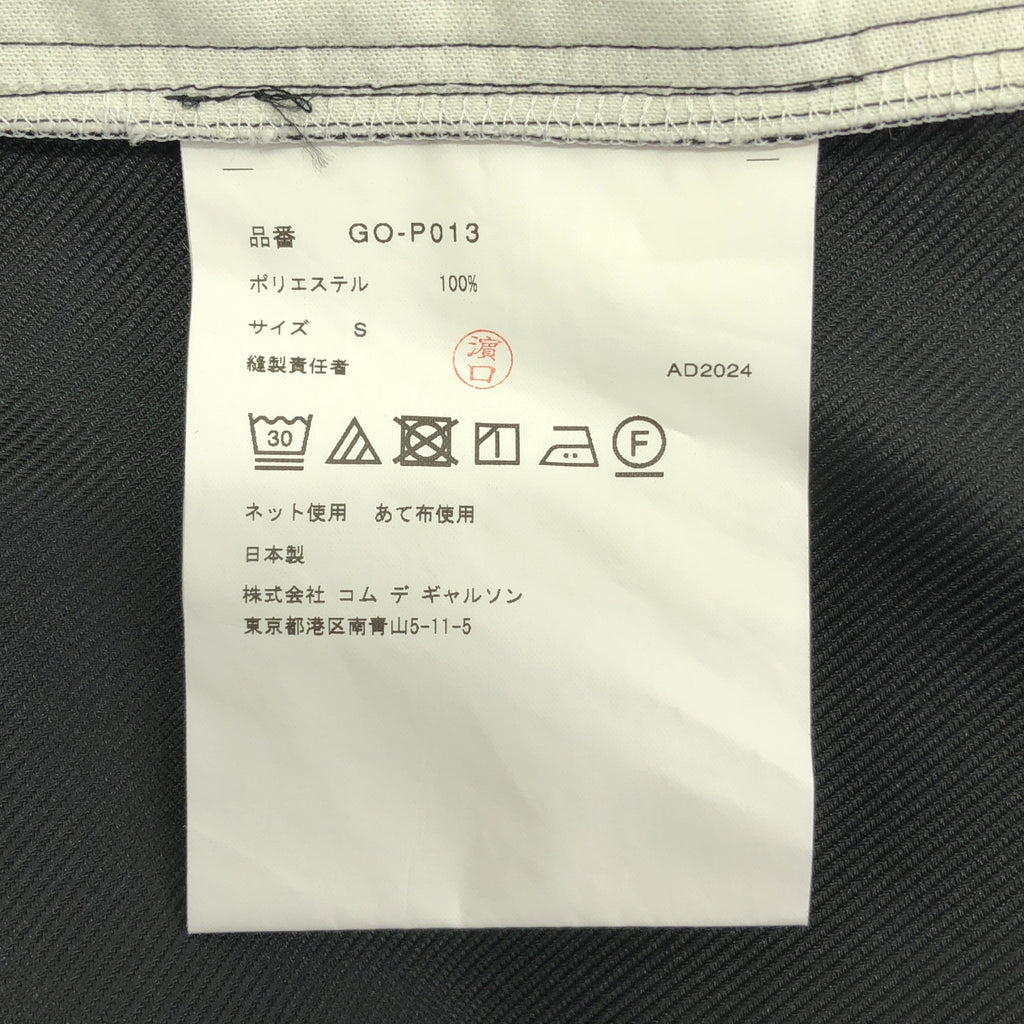 品番 GO-P013
ポリエステル 100%
サイズ S
縫製責任者 濵口 AD2024
30 F
ネット使用 あて布使用
日本製
株式会社 コム デ ギャルソン
東京都港区南青山5-11-5